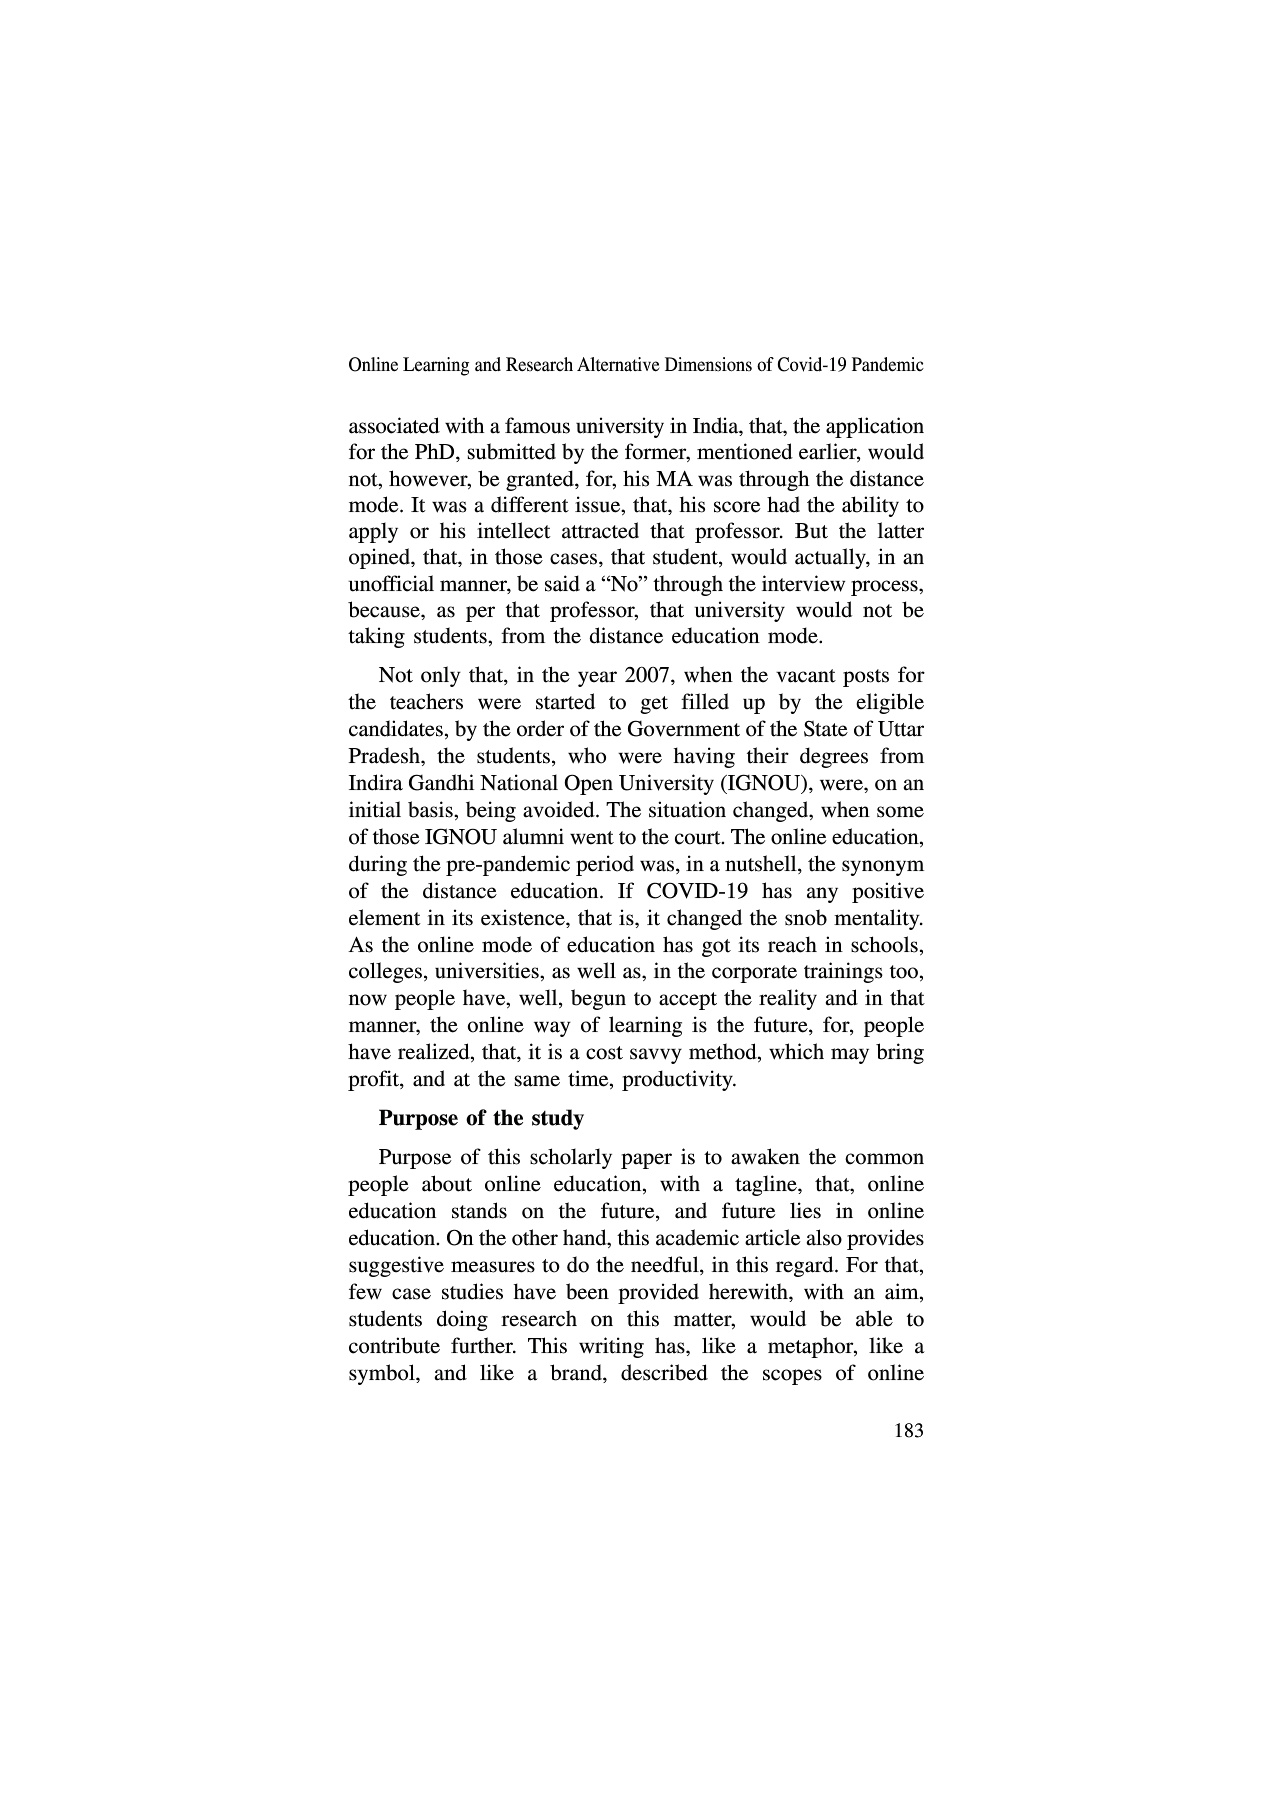 Online Learning and Research Alternative Dimensions of Covid-19 Pandemic
associated with a famous university in India, that, the application
for the PhD, submitted by the former, mentioned earlier, would
not, however, be granted, for, his MA was through the distance
mode. It was a different issue, that, his score had the ability to
apply or his intellect attracted that professor. But the latter
opined, that, in those cases, that student, would actually, in an
unofficial manner, be said a “No” through the interview process,
because, as per that professor, that university would not be
taking students, from the distance education mode.
Not only that, in the year 2007, when the vacant posts for
the teachers were started to get filled up by the eligible
candidates, by the order of the Government of the State of Uttar
Pradesh, the students, who were having their degrees from
Indira Gandhi National Open University (IGNOU), were, on an
initial basis, being avoided. The situation changed, when some
of those IGNOU alumni went to the court. The online education,
during the pre-pandemic period was, in a nutshell, the synonym
of the distance education. If COVID-19 has any positive
element in its existence, that is, it changed the snob mentality.
As the online mode of education has got its reach in schools,
colleges, universities, as well as, in the corporate trainings too,
now people have, well, begun to accept the reality and in that
manner, the online way of learning is the future, for, people
have realized, that, it is a cost savvy method, which may bring
profit, and at the same time, productivity.
Purpose of the study
Purpose of this scholarly paper is to awaken the common
people about online education, with a tagline, that, online
education stands on the future, and future lies in online
education. On the other hand, this academic article also provides
suggestive measures to do the needful, in this regard. For that,
few case studies have been provided herewith, with an aim,
students doing research on this matter, would be able to
contribute further. This writing has, like a metaphor, like a
symbol, and like a brand, described the scopes of online
183